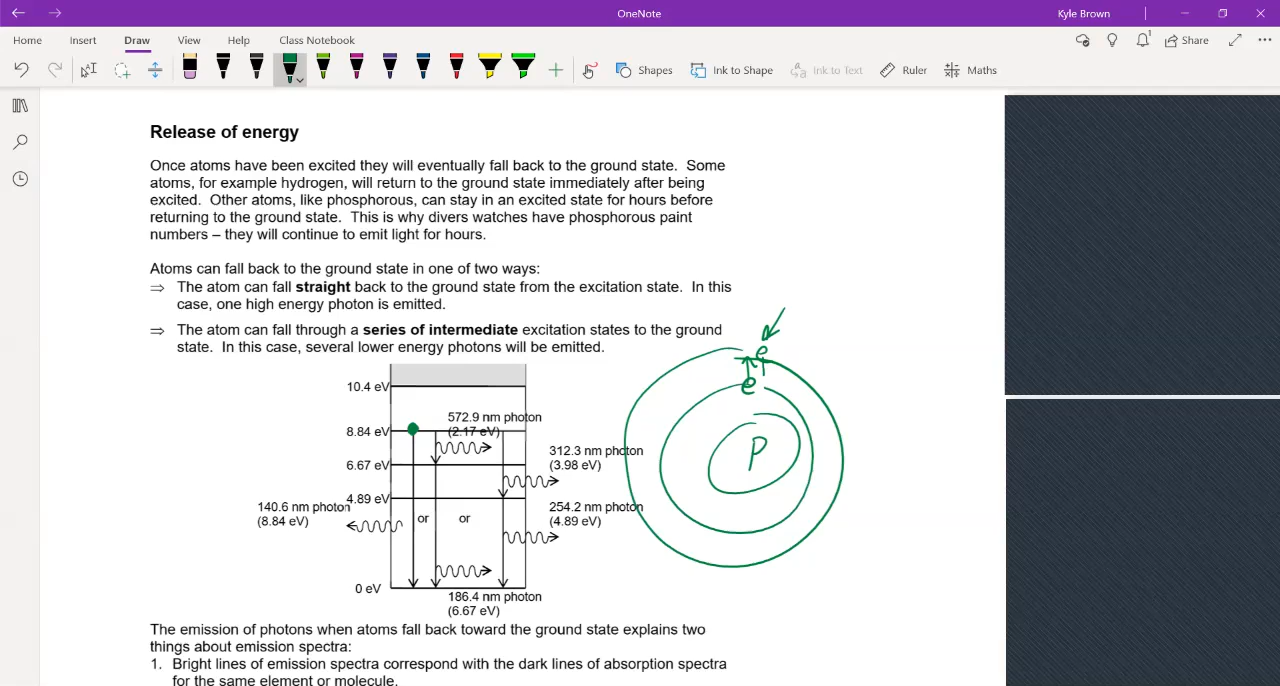 OneNote
Kyle Brown
Home Insert Draw View Help Class Notebook
Share
Shapes Ink to Shape Ink to Text Ruler Maths
Release of energy
Once atoms have been excited they will eventually fall back to the ground state. Some
atoms, for example hydrogen, will return to the ground state immediately after being
excited. Other atoms, like phosphorous, can stay in an excited state for hours before
returning to the ground state. This is why divers watches have phosphorous paint
numbers – they will continue to emit light for hours.
Atoms can fall back to the ground state in one of two ways:
⇒ The atom can fall straight back to the ground state from the excitation state. In this
case, one high energy photon is emitted.
⇒ The atom can fall through a series of intermediate excitation states to the ground
state. In this case, several lower energy photons will be emitted.
e
e
P
10.4 eV
572.9 nm photon
8.84 eV (2.17 eV)
312.3 nm photon
6.67 eV (3.98 eV)
4.89 eV
140.6 nm photon 254.2 nm photon
(8.84 eV) or or (4.89 eV)
0 eV
186.4 nm photon
(6.67 eV)
The emission of photons when atoms fall back toward the ground state explains two
things about emission spectra:
1. Bright lines of emission spectra correspond with the dark lines of absorption spectra
for the same element or molecule.